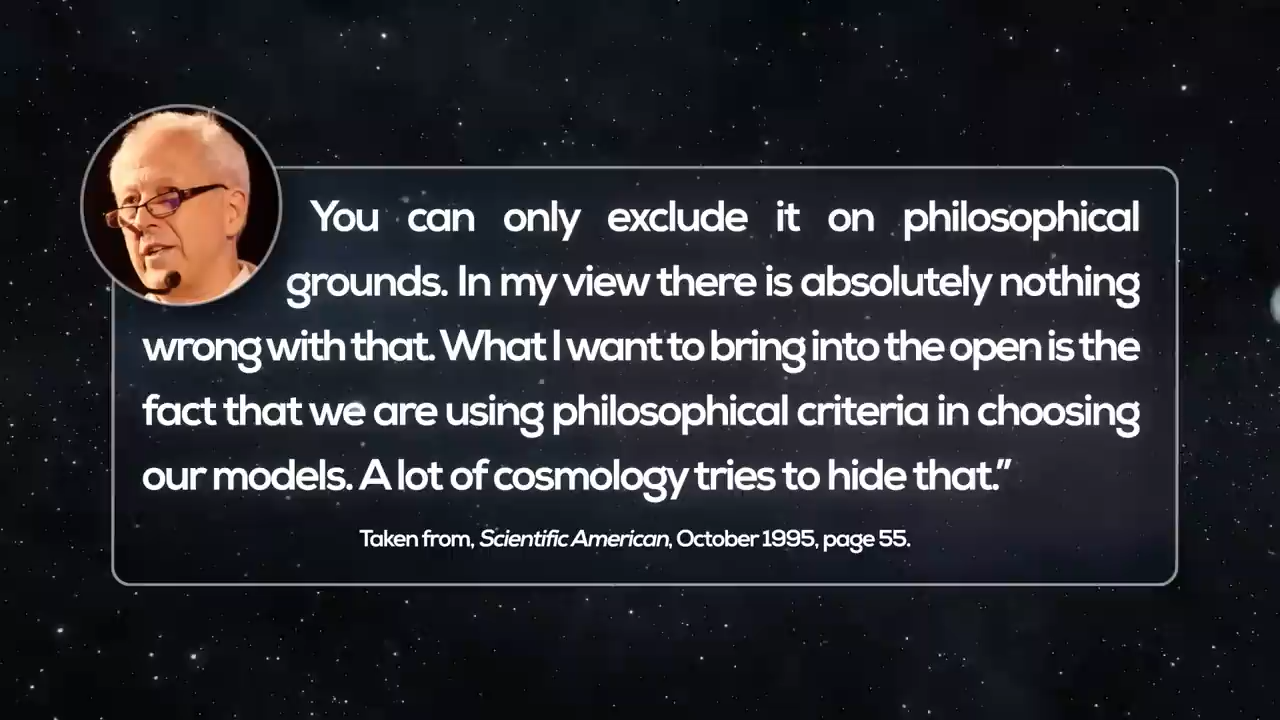 You can only exclude it on philosophical
grounds. In my view there is absolutely nothing
wrong with that. What I want to bring into the open is the
fact that we are using philosophical criteria in choosing
our models. A lot of cosmology tries to hide that.”
Taken from, Scientific American, October 1995, page 55.